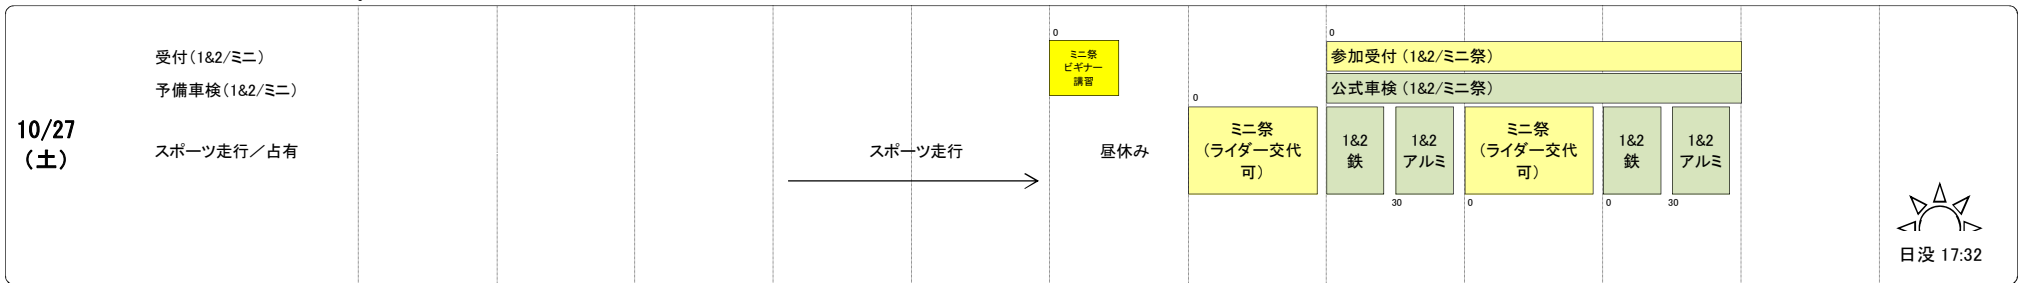 0
0
受付(1&2/ミニ)
ミニ祭
ビギナー
講習
参加受付 (1&2/ミニ祭)
予備車検(1&2/ミニ)
公式車検 (1&2/ミニ祭)
0
10/27
(土)
スポーツ走行/占有
スポーツ走行
昼休み
ミニ祭
(ライダー交代
可)
1&2
鉄
1&2
アルミ
ミニ祭
(ライダー交代
可)
1&2
鉄
1&2
アルミ
30
0
0
30
日没 17:32